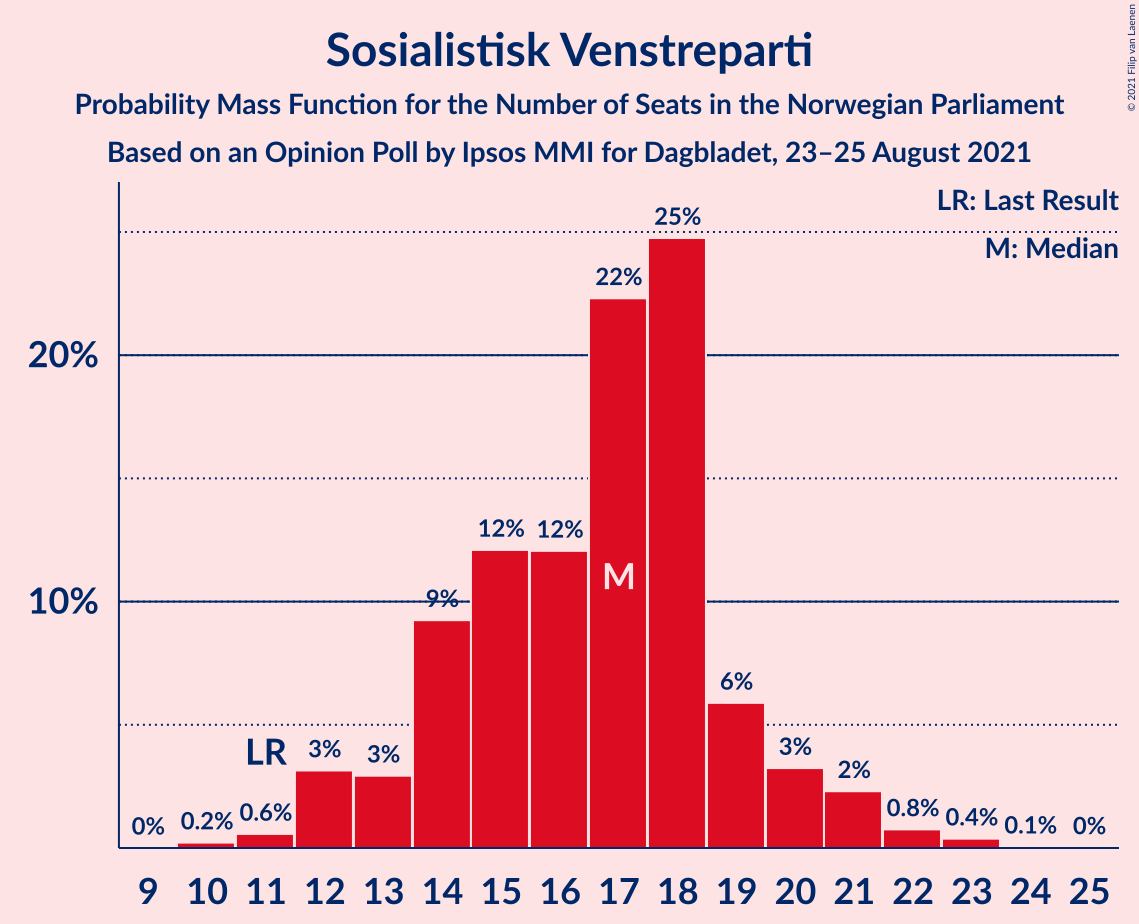 Sosialistisk Venstreparti
Probability Mass Function for the Number of Seats in the Norwegian Parliament
Based on an Opinion Poll by Ipsos MMI for Dagbladet, 23–25 August 2021
© 2021 Filip van Laenen
LR: Last Result
M: Median
25%
22%
20%
12% 12%
M
10%
9%
6%
LR
3% 3% 3% 2%
0% 0.2% 0.6% 0.8% 0.4% 0.1% 0%
9 10 11 12 13 14 15 16 17 18 19 20 21 22 23 24 25